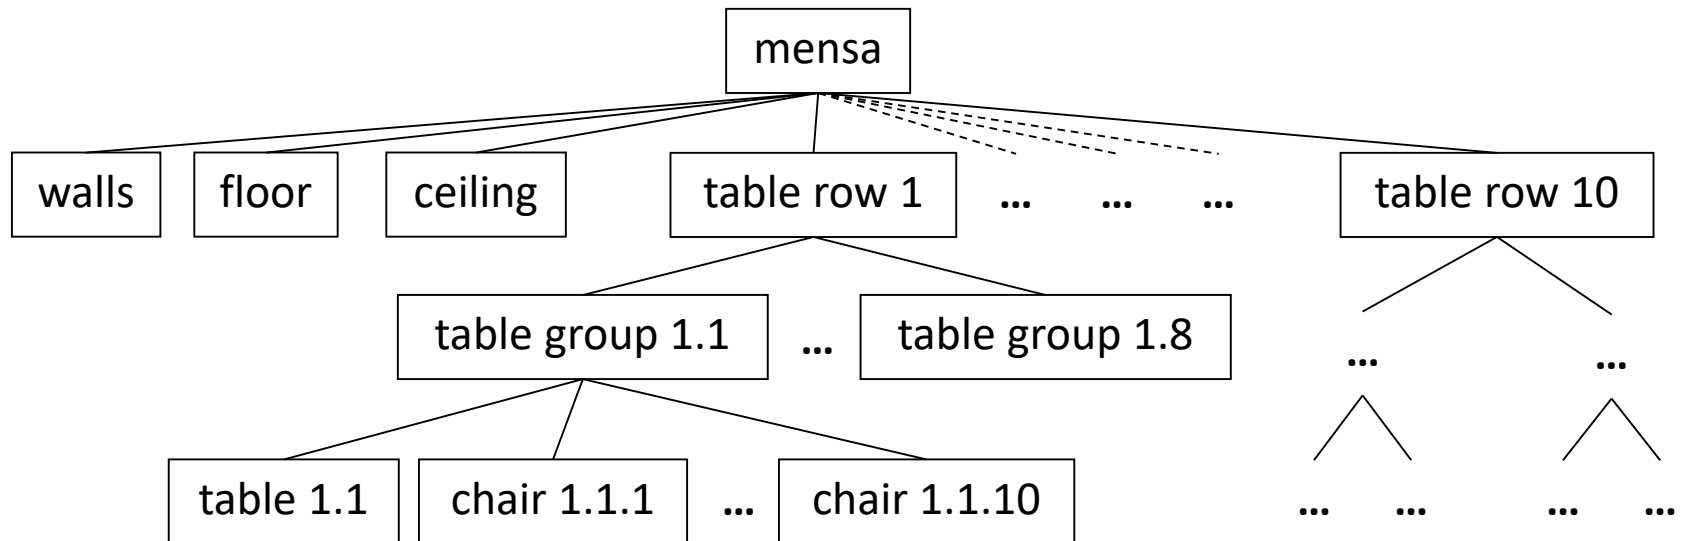 mensa
walls floor ceiling table row 1 ... ... ... table row 10
table group 1.1 ... table group 1.8 ... ...
table 1.1 chair 1.1.1 ... chair 1.1.10 ... ... ... ...